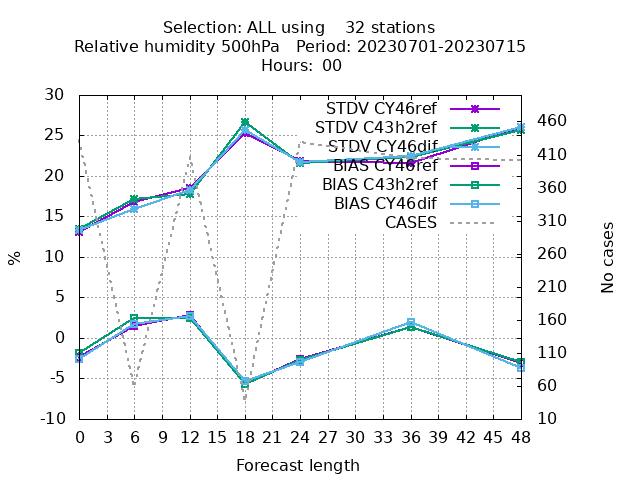 Selection: ALL using    32 stations
Relative humidity 500hPa   Period: 20230701-20230715
Hours: 00
STDV CY46ref
STDV C43h2ref
STDV CY46dif
BIAS CY46ref
BIAS C43h2ref
BIAS CY46dif
CASES
30
25
20
15
10
5
0
-5
-10
%
460
410
360
310
260
210
160
110
60
10
No cases
0 3 6 9 12 15 18 21 24 27 30 33 36 39 42 45 48
Forecast length